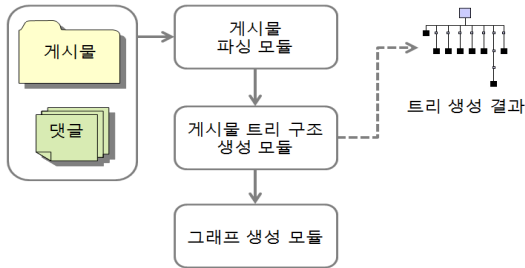 게시물
댓글
게시물
파싱 모듈
게시물 트리 구조
생성 모듈
그래프 생성 모듈
트리 생성 결과